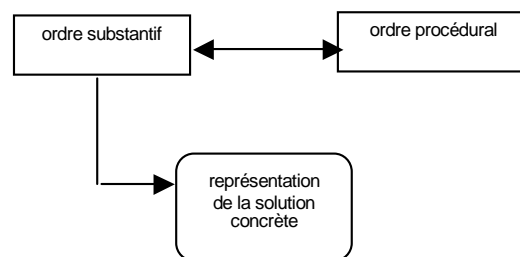 ordre substantif
ordre procédural
représentation
de la solution
concrète